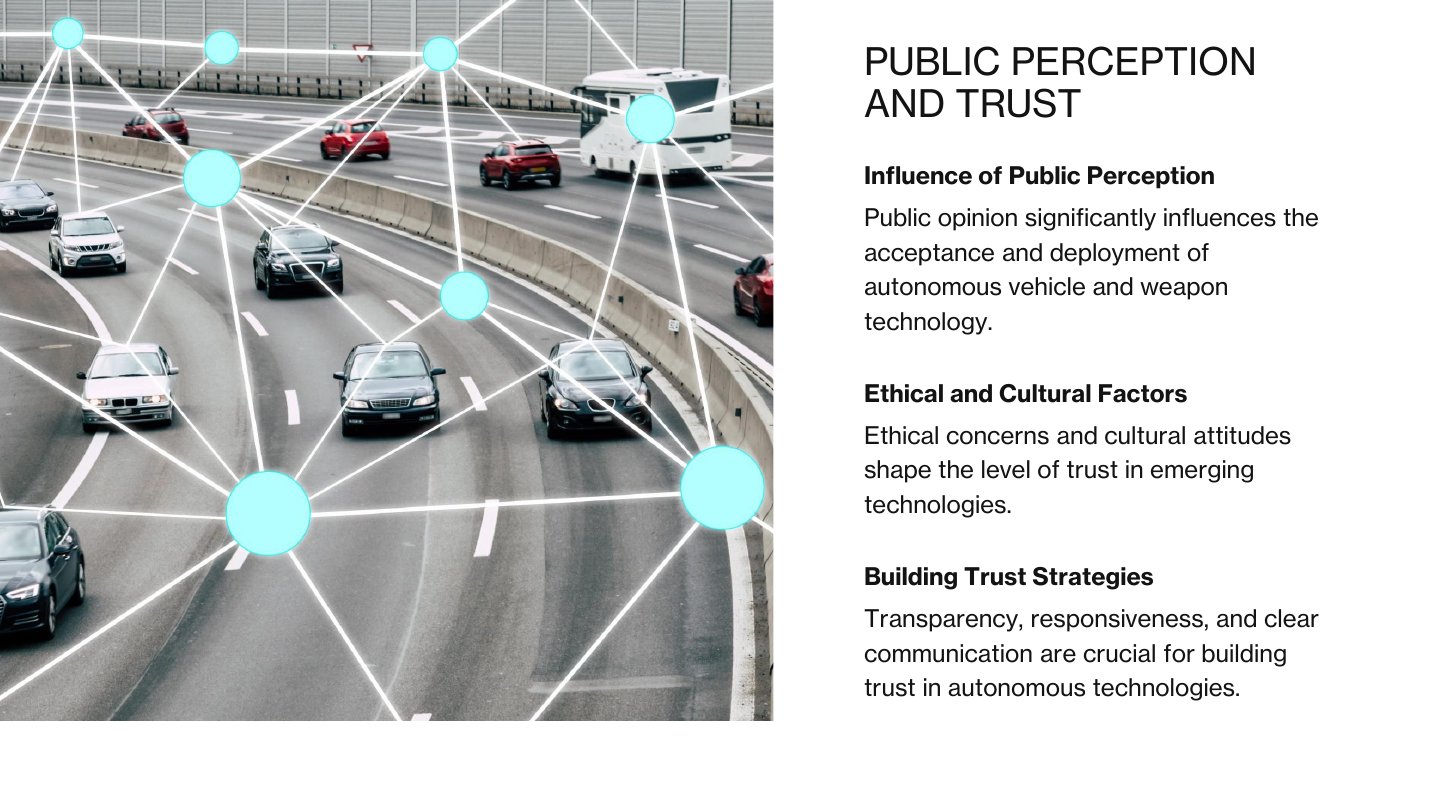 PUBLIC PERCEPTION
AND TRUST
Influence of Public Perception
Public opinion significantly influences the
acceptance and deployment of
autonomous vehicle and weapon
technology.
Ethical and Cultural Factors
Ethical concerns and cultural attitudes
shape the level of trust in emerging
technologies.
Building Trust Strategies
Transparency, responsiveness, and clear
communication are crucial for building
trust in autonomous technologies.